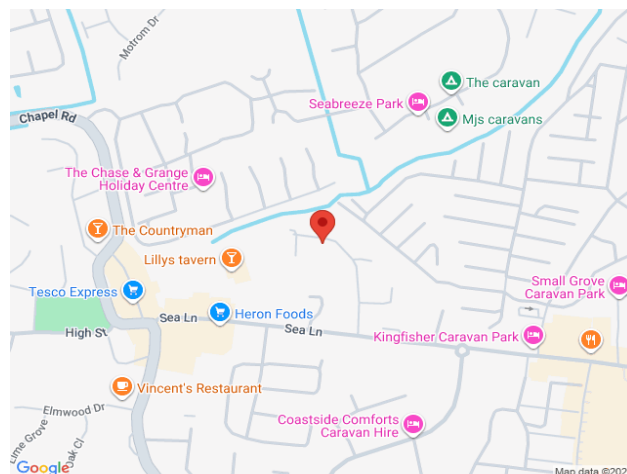 Motrom Dr
The caravan
Seabreeze Park
Mjs caravans
Chapel Rd
The Chase & Grange
Holiday Centre
The Countryman
Lillys tavern
Small Grove
Caravan Park
Tesco Express
Heron Foods
Sea Ln
Sea Ln
High St
Kingfisher Caravan Park
Vincent's Restaurant
Elmwood Dr
Coastside Comforts
Caravan Hire
Lime Grove
Oak Cl
Google
Map data ©202